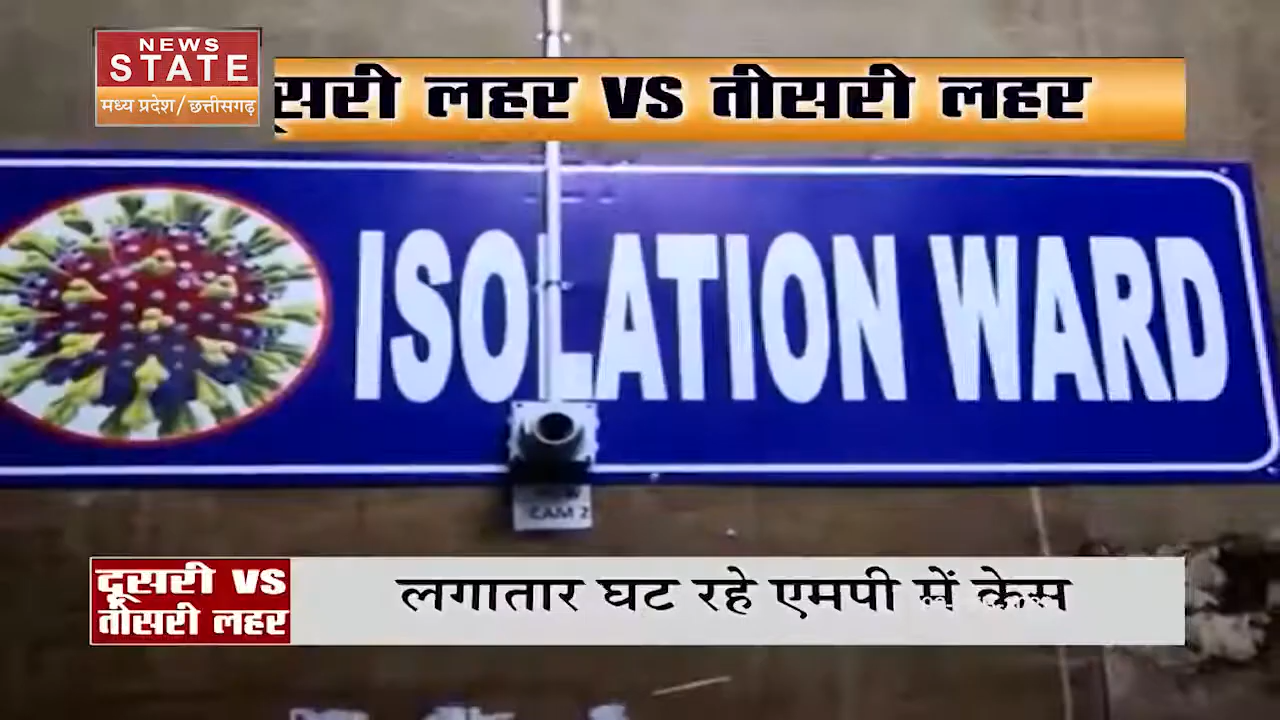 NEWS
STATE
मध्य प्रदेश/छत्तीसगढ़
दूसरी लहर VS तीसरी लहर
ISOLATION WARD
CAM 2
दूसरी VS
तीसरी लहर
लगातार घट रहे एमपी में केस